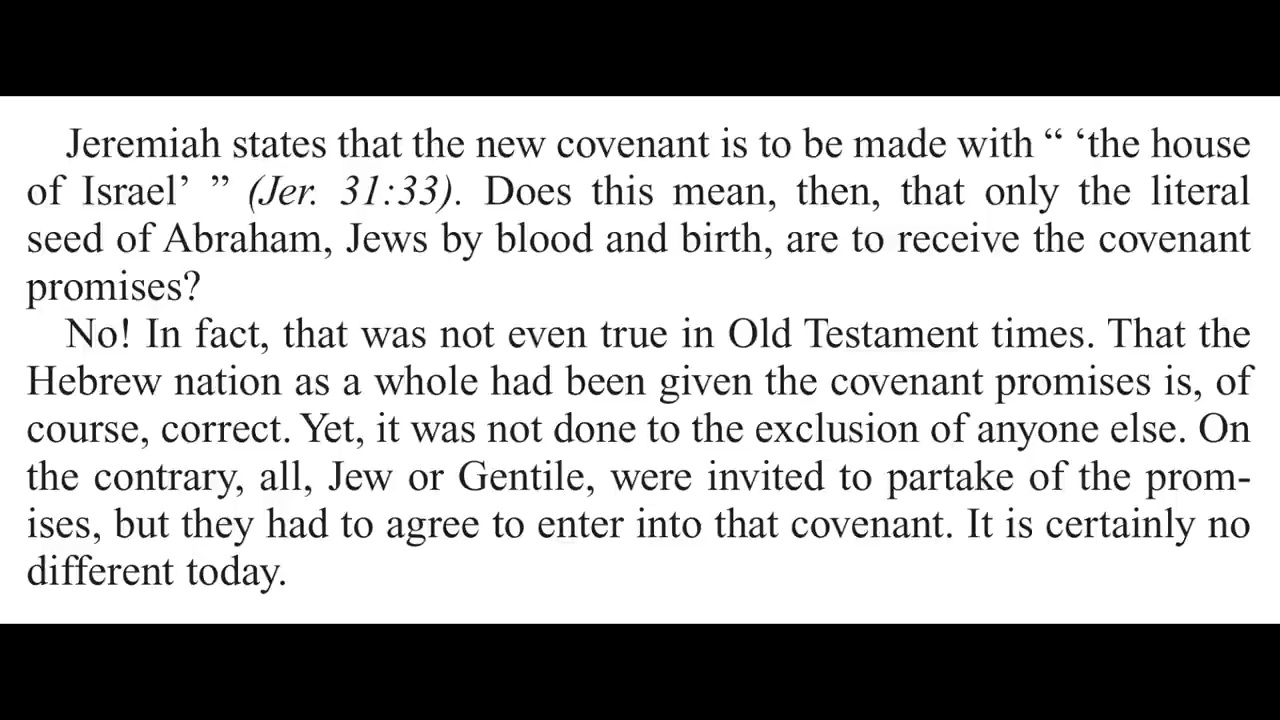 Jeremiah states that the new covenant is to be made with “ ‘the house
of Israel’ ” (Jer. 31:33). Does this mean, then, that only the literal
seed of Abraham, Jews by blood and birth, are to receive the covenant
promises?
No! In fact, that was not even true in Old Testament times. That the
Hebrew nation as a whole had been given the covenant promises is, of
course, correct. Yet, it was not done to the exclusion of anyone else. On
the contrary, all, Jew or Gentile, were invited to partake of the prom-
ises, but they had to agree to enter into that covenant. It is certainly no
different today.